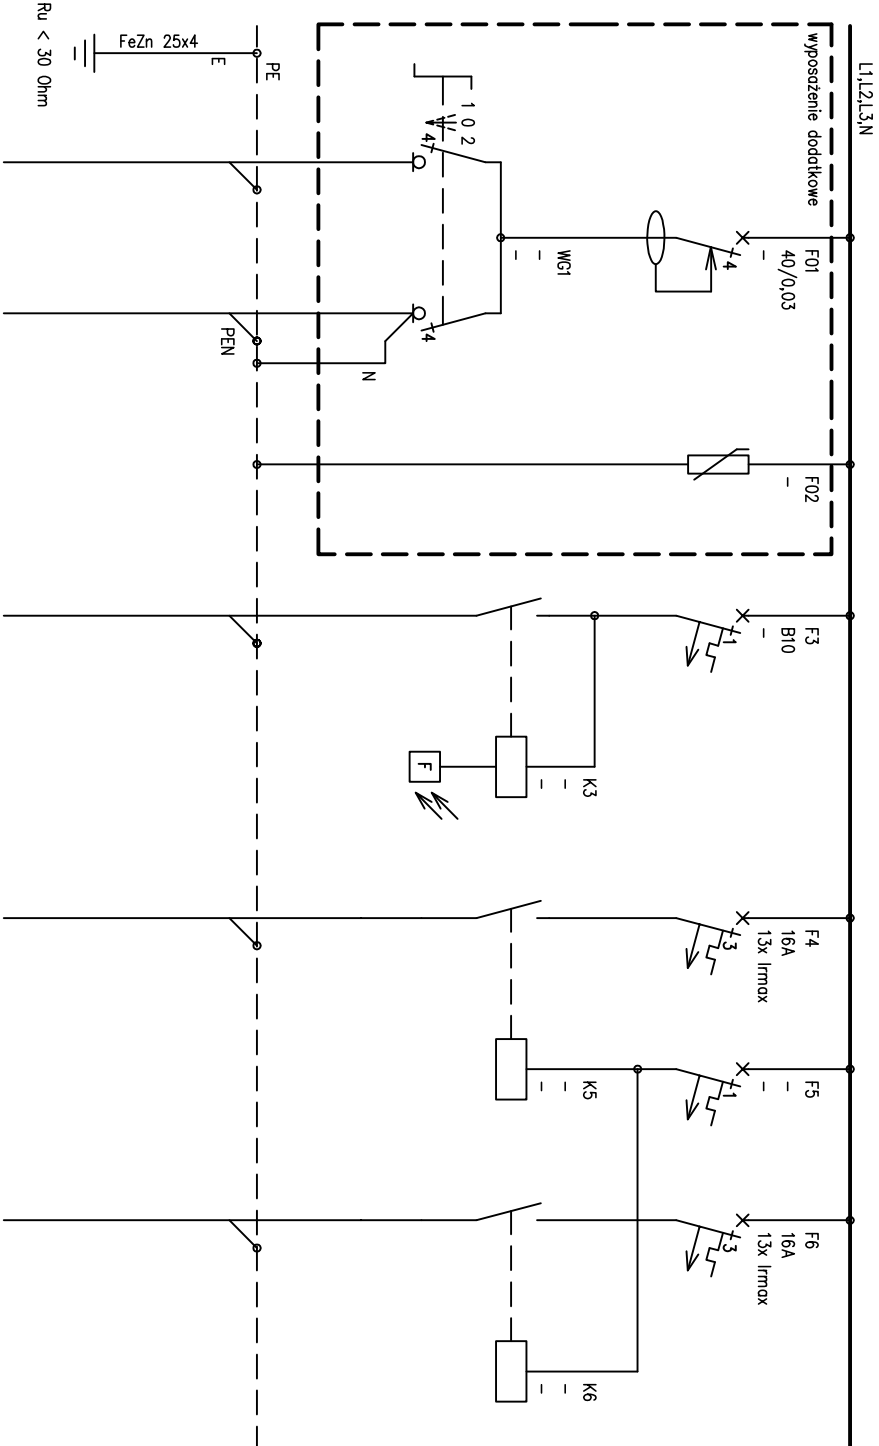 L1,L2,L3,N
wyposażenie dodatkowe
F01
40/0,03
-
4
F02
-
F3
B10
-
1
F4
16A
13x Irmax
3
F5
-
-
1
F6
16A
13x Irmax
3
WG1
-
-
K3
-
-
K5
-
-
K6
-
-
1 0 2
4
4
F
N
PE
PEN
E
FeZn 25x4
Ru < 30 Ohm